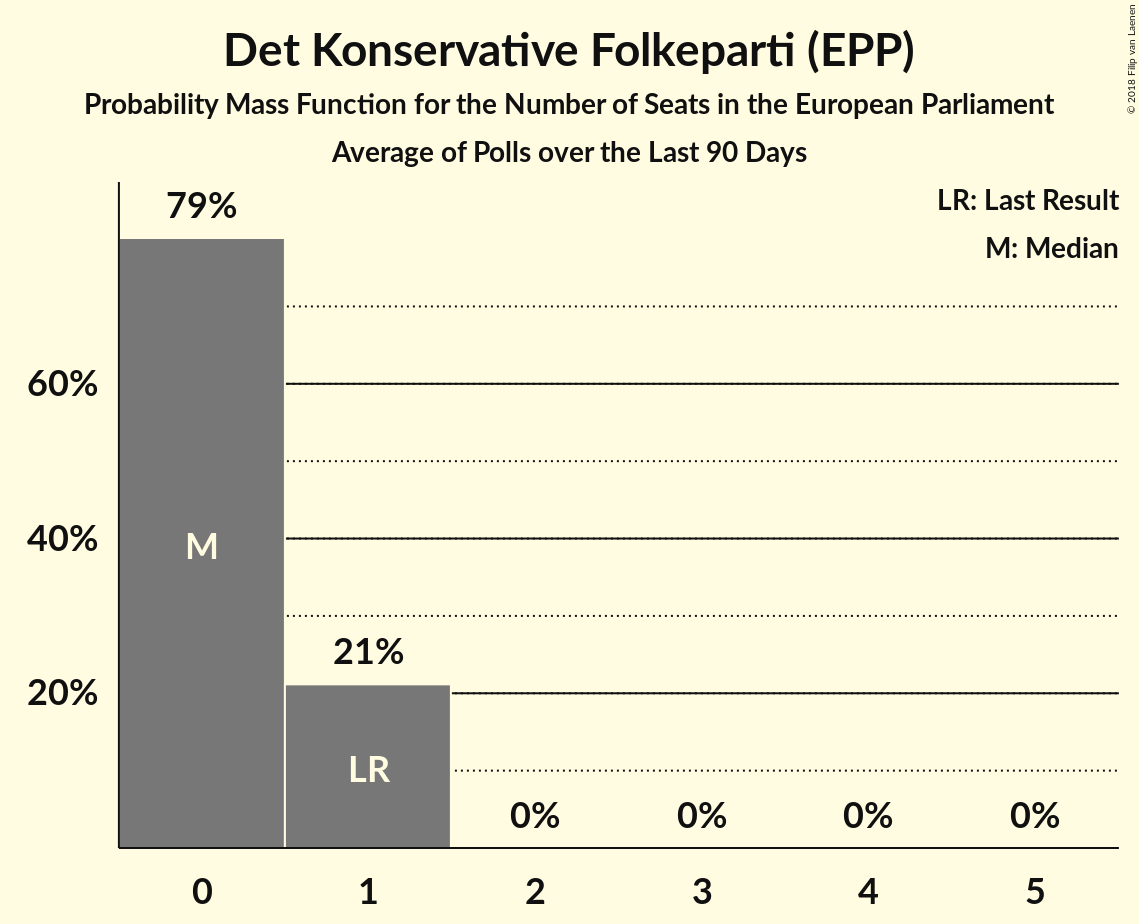 Det Konservative Folkeparti (EPP)
Probability Mass Function for the Number of Seats in the European Parliament
Average of Polls over the Last 90 Days
© 2018 Filip van Laenen
LR: Last Result
M: Median
79%
60%
M
40%
21%
20%
LR
0% 0% 0% 0%
0 1 2 3 4 5